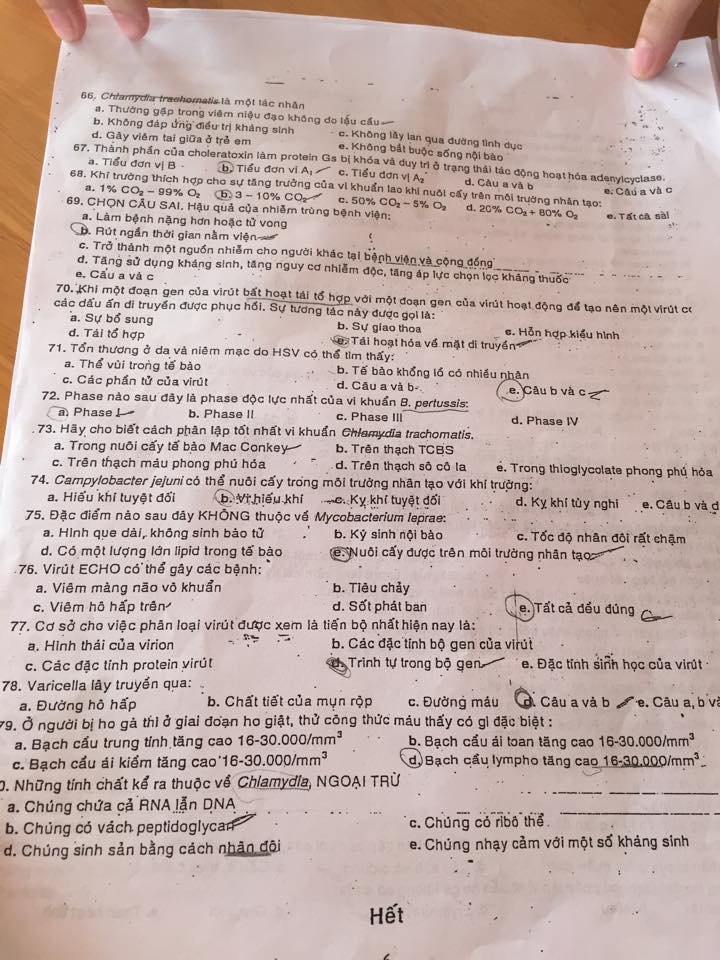 66. Chlamydia trachomatis là một tác nhân
a. Thường gặp trong viêm niệu đạo không do lậu cầu
b. Không đáp ứng điều trị kháng sinh c. Không lây lan qua đường tình dục
d. Gây viêm tai giữa ở trẻ em e. Không bắt buộc sống nội bào
67. Thành phần của choleratoxin làm protein Gs bị khóa và duy trì ở trạng thái tác động hoạt hóa adenylcyclase.
a. Tiểu đơn vị B b. Tiểu đơn vị A₁ c. Tiểu đơn vị A₂ d. Câu a và b e. Câu a và c
68. Khí trường thích hợp cho sự tăng trưởng của vi khuẩn lao khi nuôi cấy trên môi trường nhân tạo:
a. 1% CO₂ – 99% O₂ b. 3 – 10% CO₂ c. 50% CO₂ – 5% O₂ d. 20% CO₂ + 80% O₂ e. Tất cả sai
69. CHỌN CÂU SAI. Hậu quả của nhiễm trùng bệnh viện:
a. Làm bệnh nặng hơn hoặc tử vong
b. Rút ngắn thời gian nằm viện
c. Trở thành một nguồn nhiễm cho người khác tại bệnh viện và cộng đồng
d. Tăng sử dụng kháng sinh, tăng nguy cơ nhiễm độc, tăng áp lực chọn lọc kháng thuốc
e. Cấu a và c
70. Khi một đoạn gen của virút bất hoạt tái tổ hợp với một đoạn gen của virút hoạt động để tạo nên một virút
các dấu ấn di truyền được phục hồi. Sự tương tác này được gọi là:
a. Sự bổ sung b. Sự giao thoa c. Hỗn hợp kiểu hình
d. Tái tổ hợp e. Tái hoạt hóa về mặt di truyền
71. Tổn thương ở da và niêm mạc do HSV có thể tìm thấy:
a. Thể vùi trong tế bào b. Tế bào khổng lồ có nhiều nhân
c. Các phần tử của virút d. Câu a và b e. Câu b và c
72. Phase nào sau đây là phase độc lực nhất của vi khuẩn B. pertussis:
a. Phase I b. Phase II c. Phase III d. Phase IV
73. Hãy cho biết cách phân lập tốt nhất vi khuẩn Chlamydia trachomatis.
a. Trong nuôi cấy tế bào Mac Conkey b. Trên thạch TCBS
c. Trên thạch máu phong phú hóa d. Trên thạch sô cô la e. Trong thioglycolate phong phú hóa
74. Campylobacter jejuni có thể nuôi cấy trong môi trường nhân tạo với khí trường:
a. Hiếu khí tuyệt đối b. Vi hiếu khí c. Kỵ khí tuyệt đối d. Kỵ khí tùy nghi e. Câu b và d
75. Đặc điểm nào sau đây KHÔNG thuộc về Mycobacterium leprae:
a. Hình que dài, không sinh bào tử b. Ký sinh nội bào c. Tốc độ nhân đôi rất chậm
d. Có một lượng lớn lipid trong tế bào e. Nuôi cấy được trên môi trường nhân tạo
76. Virút ECHO có thể gây các bệnh:
a. Viêm màng não vô khuẩn b. Tiêu chảy
c. Viêm hô hấp trên d. Sốt phát ban e. Tất cả đều đúng
77. Cơ sở cho việc phân loại virút được xem là tiến bộ nhất hiện nay là:
a. Hình thái của virion b. Các đặc tính bộ gen của virút
c. Các đặc tính protein virút d. Trình tự trong bộ gen e. Đặc tính sinh học của virút
78. Varicella lây truyền qua:
a. Đường hô hấp b. Chất tiết của mụn rộp c. Đường máu d. Câu a và b e. Câu a, b và
79. Ở người bị ho gà thì ở giai đoạn ho giật, thử công thức máu thấy có gì đặc biệt :
a. Bạch cầu trung tính tăng cao 16-30.000/mm³ b. Bạch cầu ái toan tăng cao 16-30.000/mm³
c. Bạch cầu ái kiềm tăng cao 16-30.000/mm³ d. Bạch cầu lympho tăng cao 16-30.000/mm³
0. Những tính chất kể ra thuộc về Chlamydia, NGOẠI TRỪ
a. Chúng chứa cả RNA lẫn DNA
b. Chúng có vách peptidoglycan c. Chúng có ribô thể
d. Chúng sinh sản bằng cách nhân đôi e. Chúng nhạy cảm với một số kháng sinh
Hết